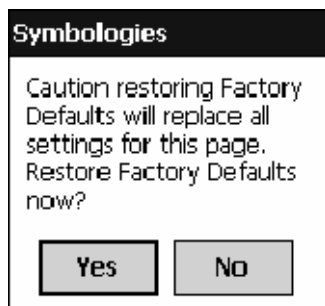 Symbologies
Caution restoring Factory
Defaults will replace all
settings for this page.
Restore Factory Defaults
now?
Yes No